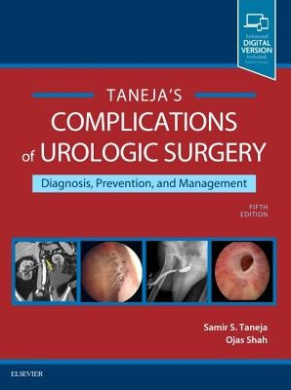 Enhanced
DIGITAL
VERSION
Included
TANEJA'S
COMPLICATIONS
of UROLOGIC SURGERY
Diagnosis, Prevention, and Management
FIFTH
EDITION
Samir S. Taneja
Ojas Shah
ELSEVIER